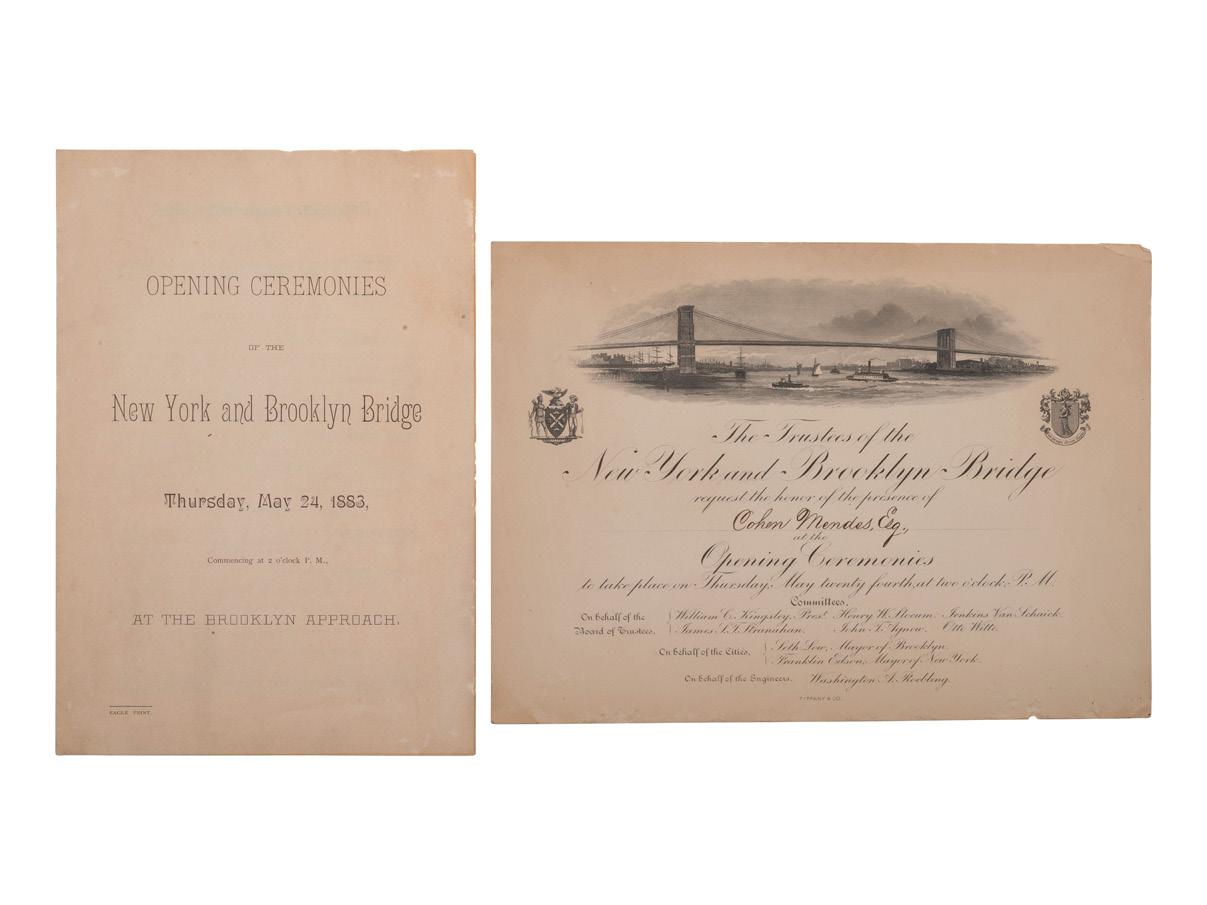 OPENING CEREMONIES
OF THE
New York and Brooklyn Bridge
Thursday, May 24, 1883,
Commencing at 2 o'clock P. M.,
AT THE BROOKLYN APPROACH.
EAGLE PRINT.
The Trustees of the
New York and Brooklyn Bridge
request the honor of the presence of
Cohen Mendes, Esq.,
at the
Opening Ceremonies
to take place on Thursday, May twenty fourth, at two o'clock, P. M.
Committees.
On behalf of the Board of Trustees. William C. Kingsley, Prest. Henry W. Slocum. Jenkins Van Schaick.
James S. T. Stranahan. John T. Agnew. Otto Witte.
On behalf of the Cities, Seth Low, Mayor of Brooklyn.
Franklin Edson, Mayor of New York.
On behalf of the Engineers. Washington A. Roebling.
TIFFANY & CO.